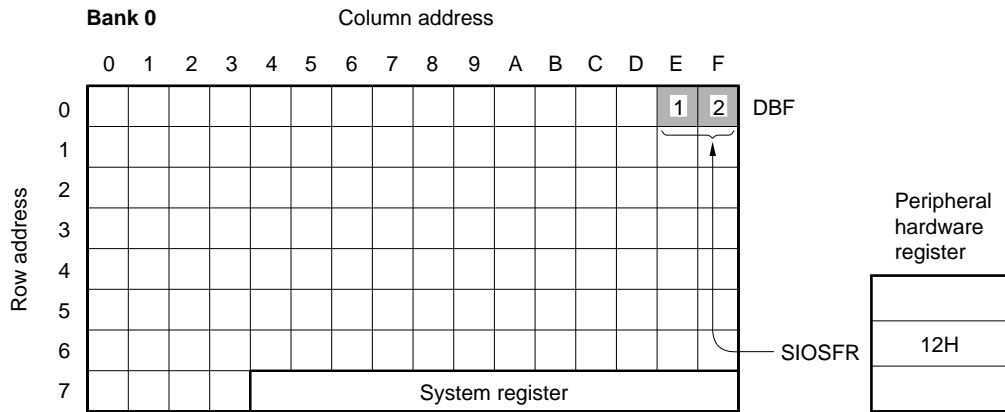 Bank 0 Column address
0 1 2 3 4 5 6 7 8 9 A B C D E F
0 1 2 DBF
1
2
3
4
5
6
7 System register
Row address
SIOSFR
Peripheral
hardware
register
12H